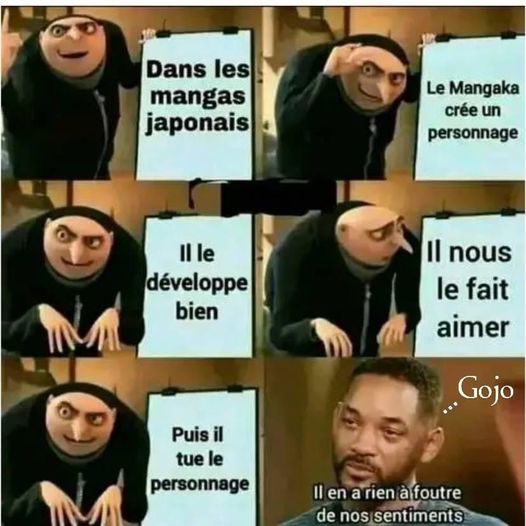 Dans les
mangas
japonais
Le Mangaka
crée un
personnage
Il le
développe
bien
Il nous
le fait
aimer
Puis il
tue le
personnage
... Gojo
Il en a rien à foutre
de nos sentiments